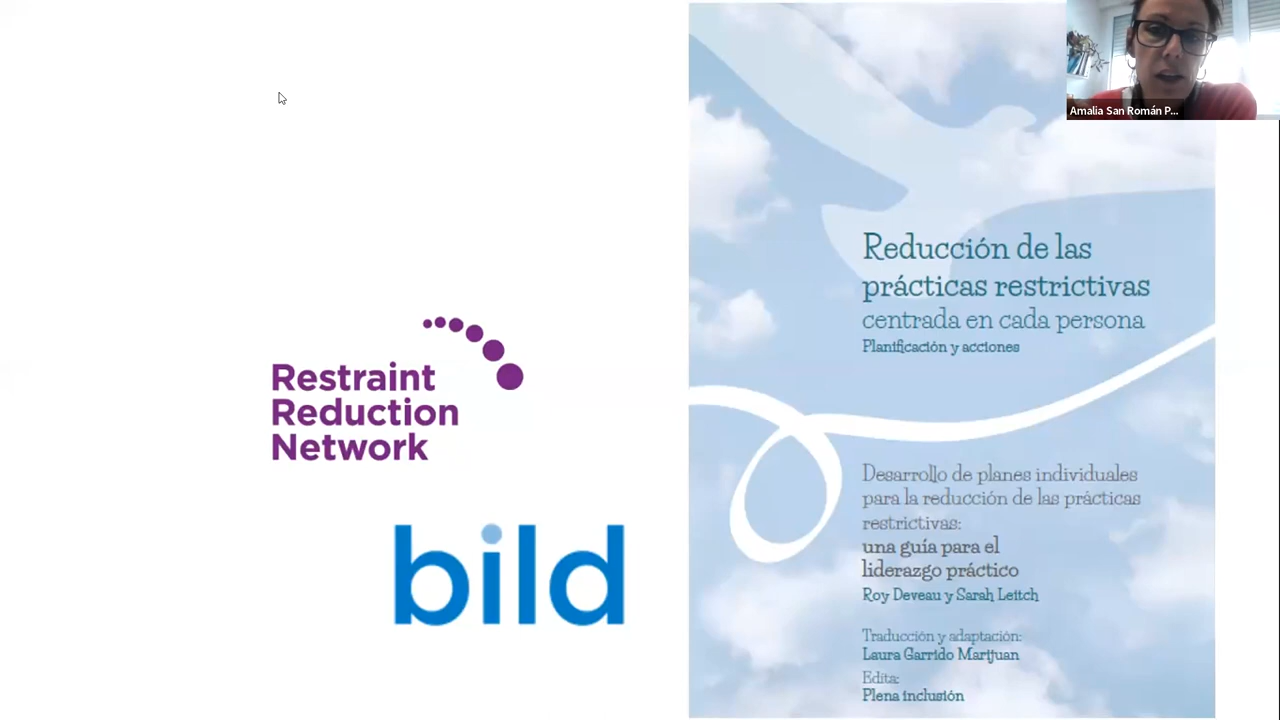 Restraint
Reduction
Network
bild
Reducción de las
prácticas restrictivas
centrada en cada persona
Planificación y acciones
Desarrollo de planes individuales
para la reducción de las prácticas
restrictivas:
una guía para el
liderazgo práctico
Roy Deveau y Sarah Leitch
Traducción y adaptación:
Laura Garrido Marijuan
Edita:
Plena inclusión
Amalia San Román P...